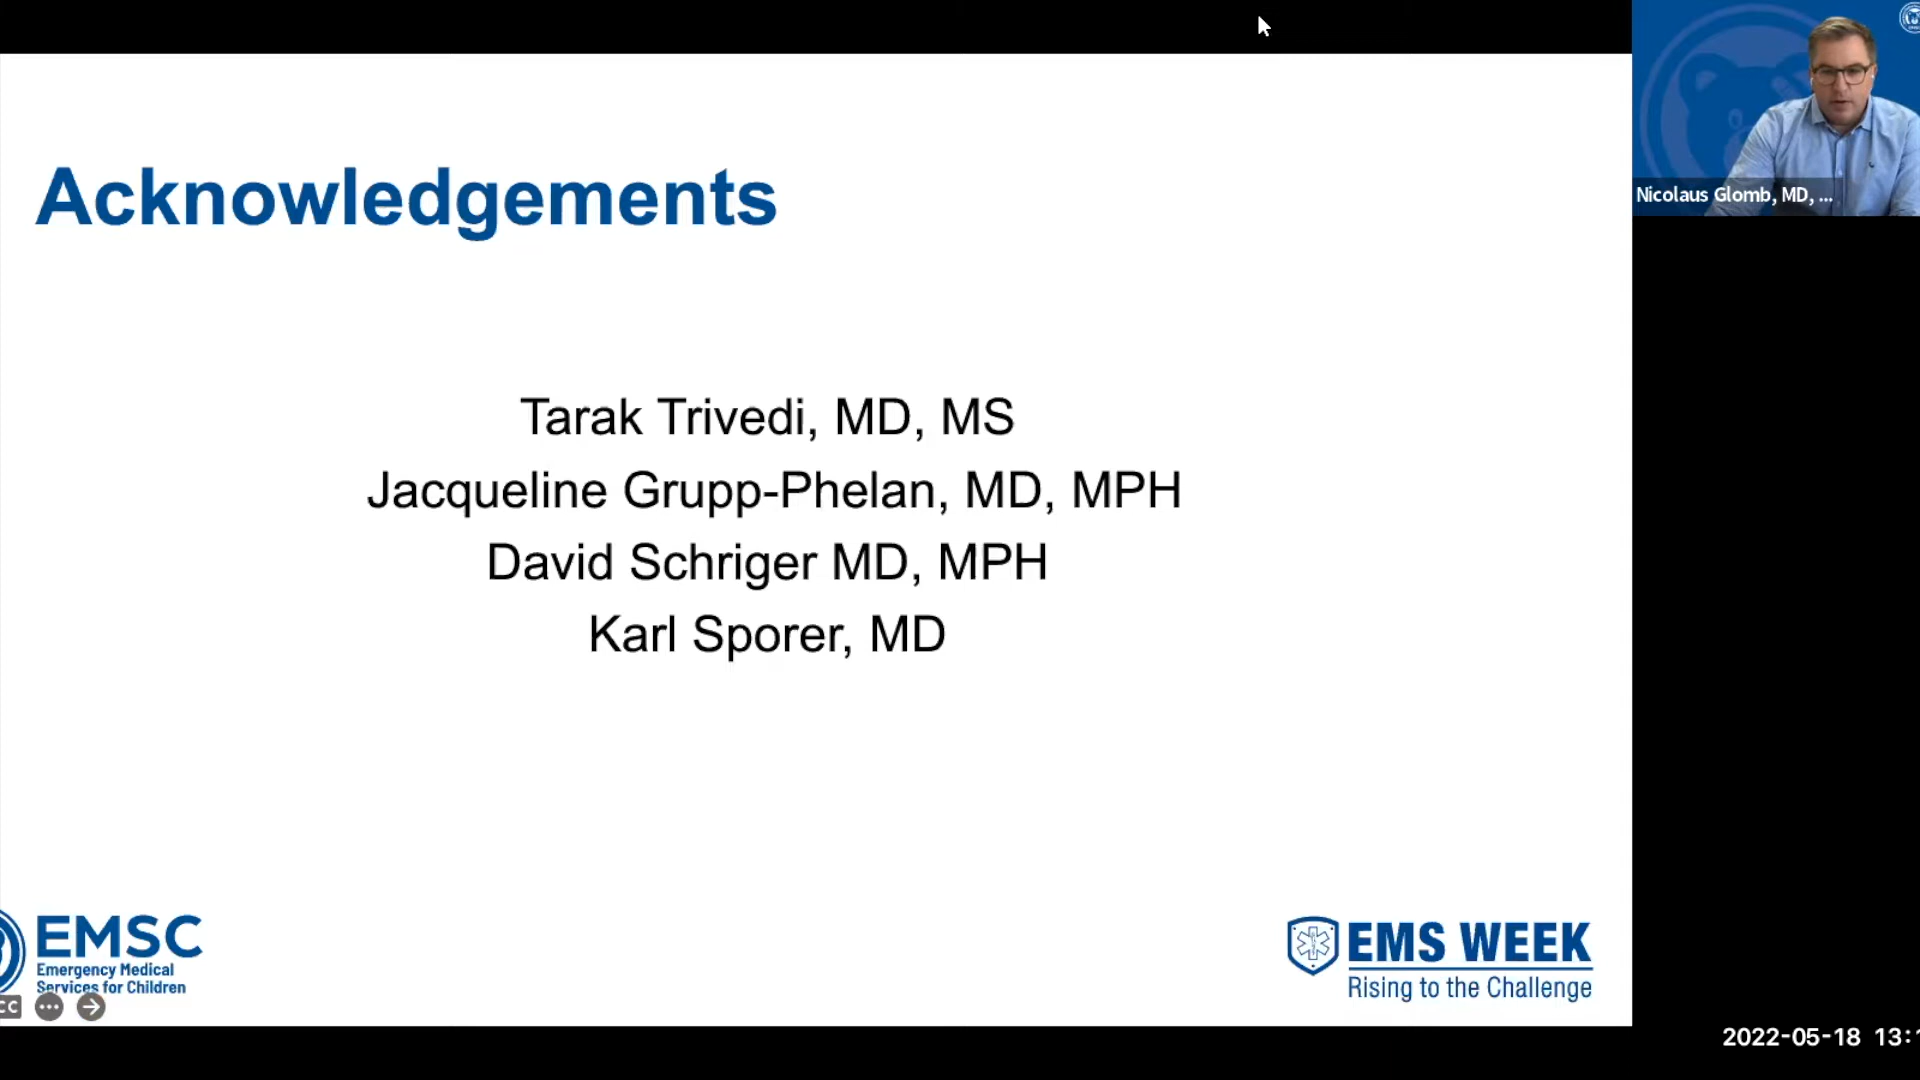 Acknowledgements
Tarak Trivedi, MD, MS
Jacqueline Grupp-Phelan, MD, MPH
David Schriger MD, MPH
Karl Sporer, MD
EMSC
Emergency Medical
Services for Children
CC
EMS WEEK
Rising to the Challenge
Nicolaus Glomb, MD, ...
2022-05-18 13:1